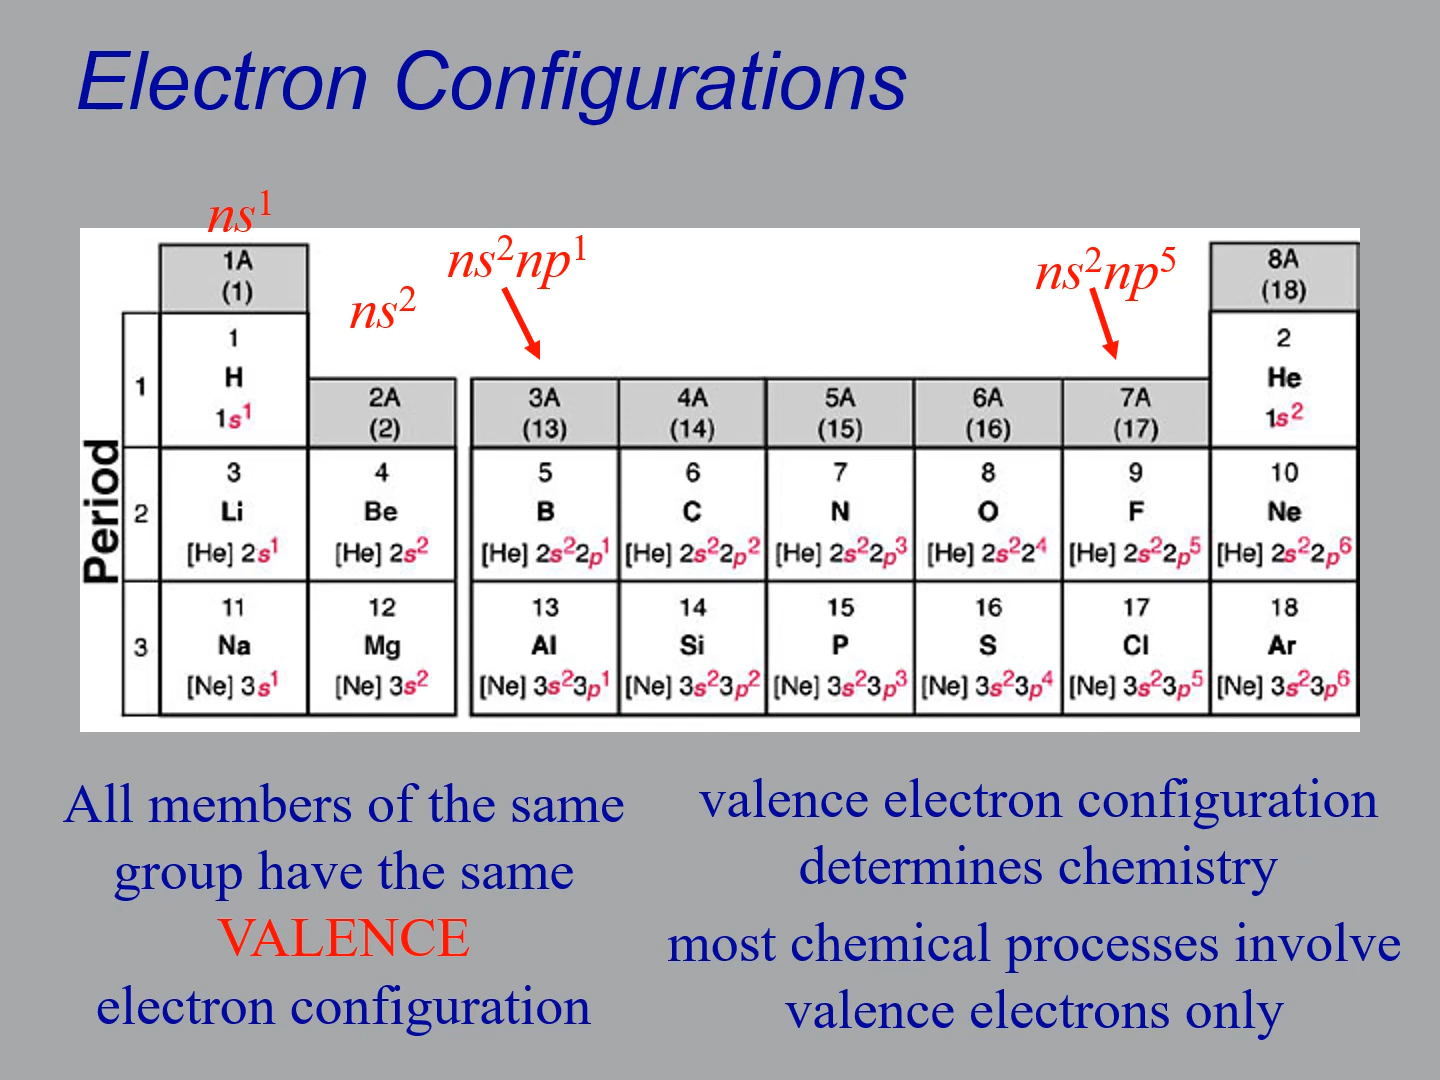 Electron Configurations
ns¹
ns²np¹
ns²np⁵
ns²
1A 8A
(1) (18)
1 2
H He
1 1s¹ 1s²
2A 3A 4A 5A 6A 7A
(2) (13) (14) (15) (16) (17)
Period
3 4 5 6 7 8 9 10
2 Li Be B C N O F Ne
[He] 2s¹ [He] 2s² [He] 2s²2p¹ [He] 2s²2p² [He] 2s²2p³ [He] 2s²2⁴ [He] 2s²2p⁵ [He] 2s²2p⁶
11 12 13 14 15 16 17 18
3 Na Mg Al Si P S Cl Ar
[Ne] 3s¹ [Ne] 3s² [Ne] 3s²3p¹ [Ne] 3s²3p² [Ne] 3s²3p³ [Ne] 3s²3p⁴ [Ne] 3s²3p⁵ [Ne] 3s²3p�6
All members of the same
group have the same
VALENCE
electron configuration
valence electron configuration
determines chemistry
most chemical processes involve
valence electrons only